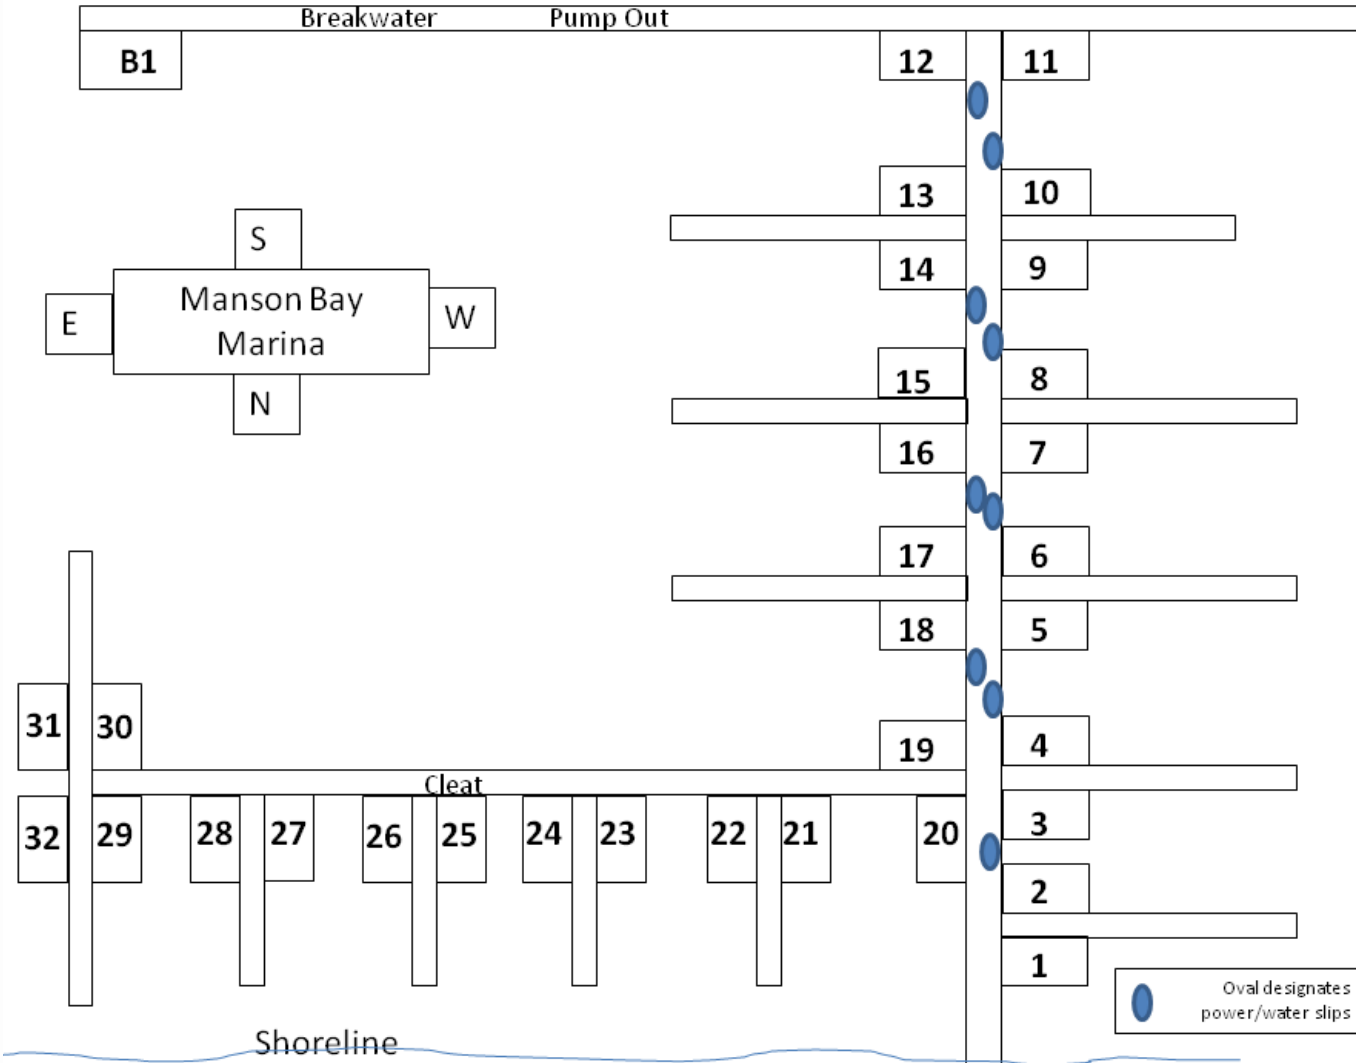 Breakwater Pump Out
B1 12 11
13 10
S
14 9
Manson Bay
Marina
E W
15 8
N
16 7
17 6
18 5
31 30 19 4
Cleat
32 29 28 27 26 25 24 23 22 21 20 3
2
1
Oval designates
power/water slips
Shoreline